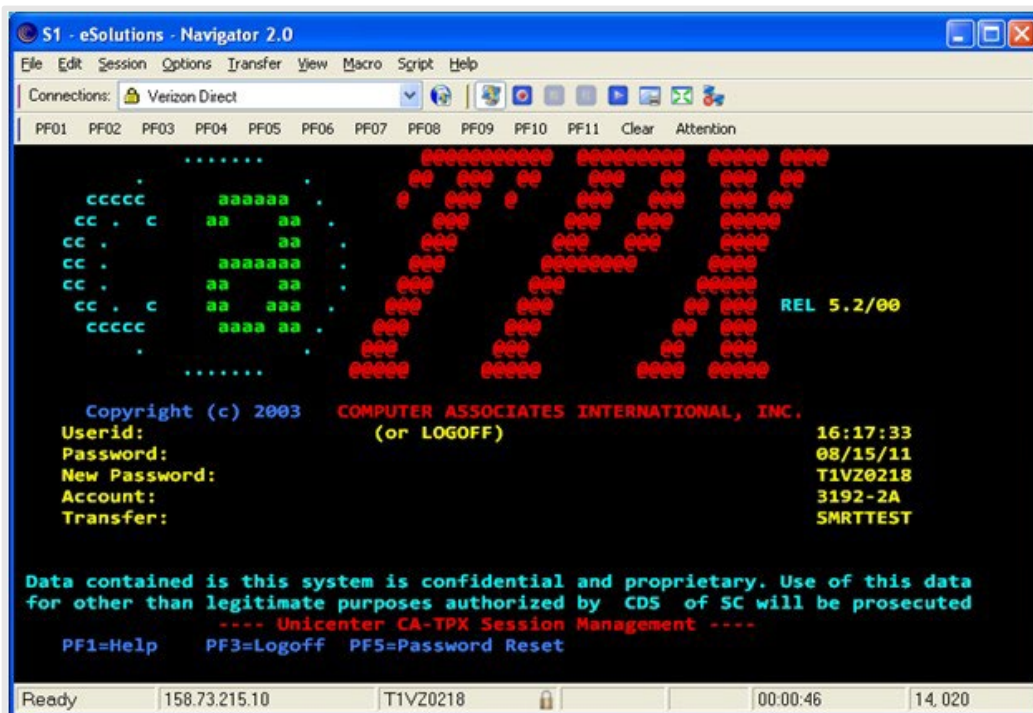 S1 - eSolutions - Navigator 2.0
File Edit Session Options Transfer View Macro Script Help
Connections: Verizon Direct
PF01 PF02 PF03 PF04 PF05 PF06 PF07 PF08 PF09 PF10 PF11 Clear Attention
Ca TPX
REL 5.2/00
Copyright (c) 2003 COMPUTER ASSOCIATES INTERNATIONAL, INC.
Userid: (or LOGOFF) 16:17:33
Password: 08/15/11
New Password: T1VZ0218
Account: 3192-2A
Transfer: SMRTTEST
Data contained is this system is confidential and proprietary. Use of this data
for other than legitimate purposes authorized by CDS of SC will be prosecuted
---- Unicenter CA-TPX Session Management ----
PF1=Help PF3=Logoff PF5=Password Reset
Ready 158.73.215.10 T1VZ0218 00:00:46 14,020